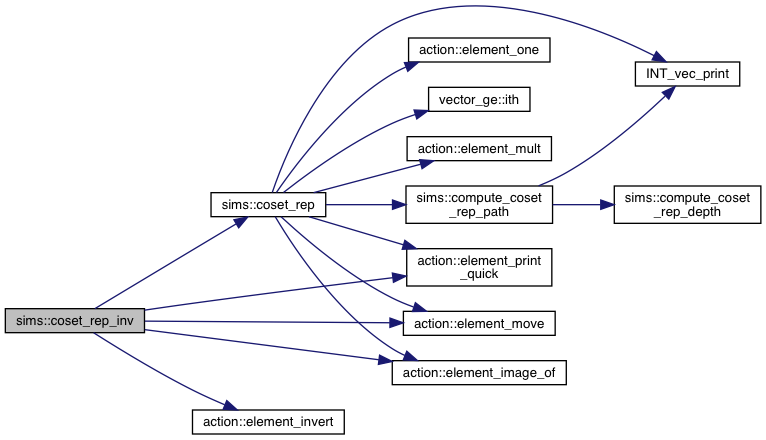 action::element_one
INT_vec_print
vector_ge::ith
action::element_mult
sims::coset_rep
sims::compute_coset
_rep_path
sims::compute_coset
_rep_depth
action::element_print
_quick
sims::coset_rep_inv
action::element_move
action::element_image_of
action::element_invert